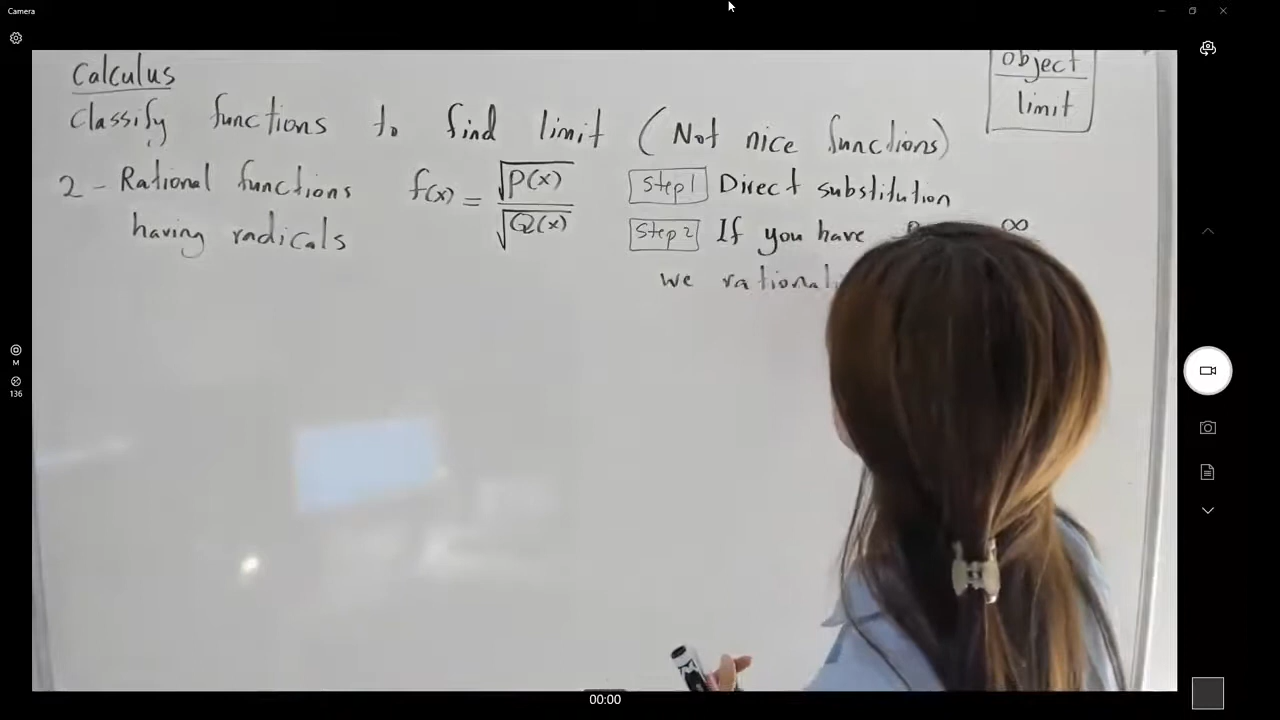 Camera
Calculus
object
limit
Classify functions to find limit (Not nice functions)
2 - Rational functions having radicals
f(x) = √P(x) / √Q(x)
Step 1 Direct substitution
Step 2 If you have ∞
we
M
136
00:00